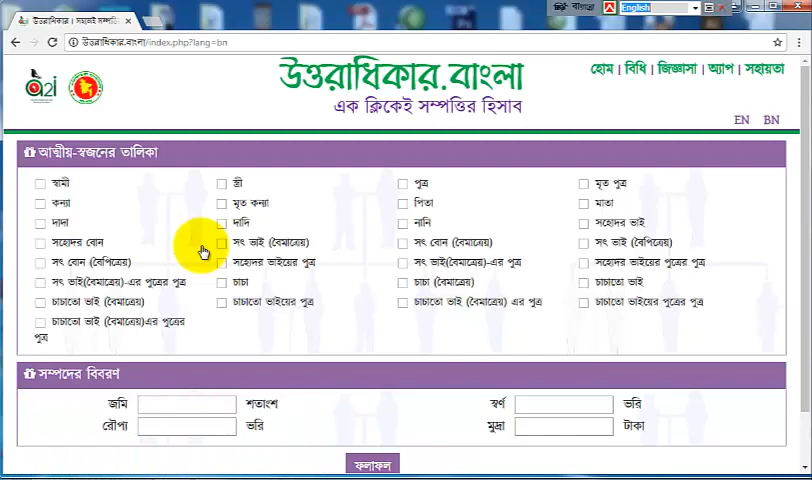 উত্তরাধিকার । সহজেই সম্পত্তি
English
উত্তরাধিকার.বাংলা/index.php?lang=bn
a2i
উত্তরাধিকার.বাংলা
এক ক্লিকেই সম্পত্তির হিসাব
হোম | বিধি | জিজ্ঞাসা | অ্যাপ | সহায়তা
EN BN
আত্মীয়-স্বজনের তালিকা
স্বামী স্ত্রী পুত্র মৃত পুত্র
কন্যা মৃত কন্যা পিতা মাতা
দাদা দাদি নানি সহোদর ভাই
সহোদর বোন সৎ ভাই (বৈমাত্রেয়) সৎ বোন (বৈমাত্রেয়) সৎ ভাই (বৈপিত্রেয়)
সৎ বোন (বৈপিত্রেয়) সহোদর ভাইয়ের পুত্র সৎ ভাই(বৈমাত্রেয়)-এর পুত্র সহোদর ভাইয়ের পুত্রের পুত্র
সৎ ভাই(বৈমাত্রেয়)-এর পুত্রের পুত্র চাচা চাচা (বৈমাত্রেয়) চাচাতো ভাই
চাচাতো ভাই (বৈমাত্রেয়) চাচাতো ভাইয়ের পুত্র চাচাতো ভাই (বৈমাত্রেয়) এর পুত্র চাচাতো ভাইয়ের পুত্রের পুত্র
চাচাতো ভাই (বৈমাত্রেয়)এর পুত্রের
পুত্র
সম্পদের বিবরণ
জমি শতাংশ স্বর্ণ ভরি
রৌপ্য ভরি মুদ্রা টাকা
ফলাফল